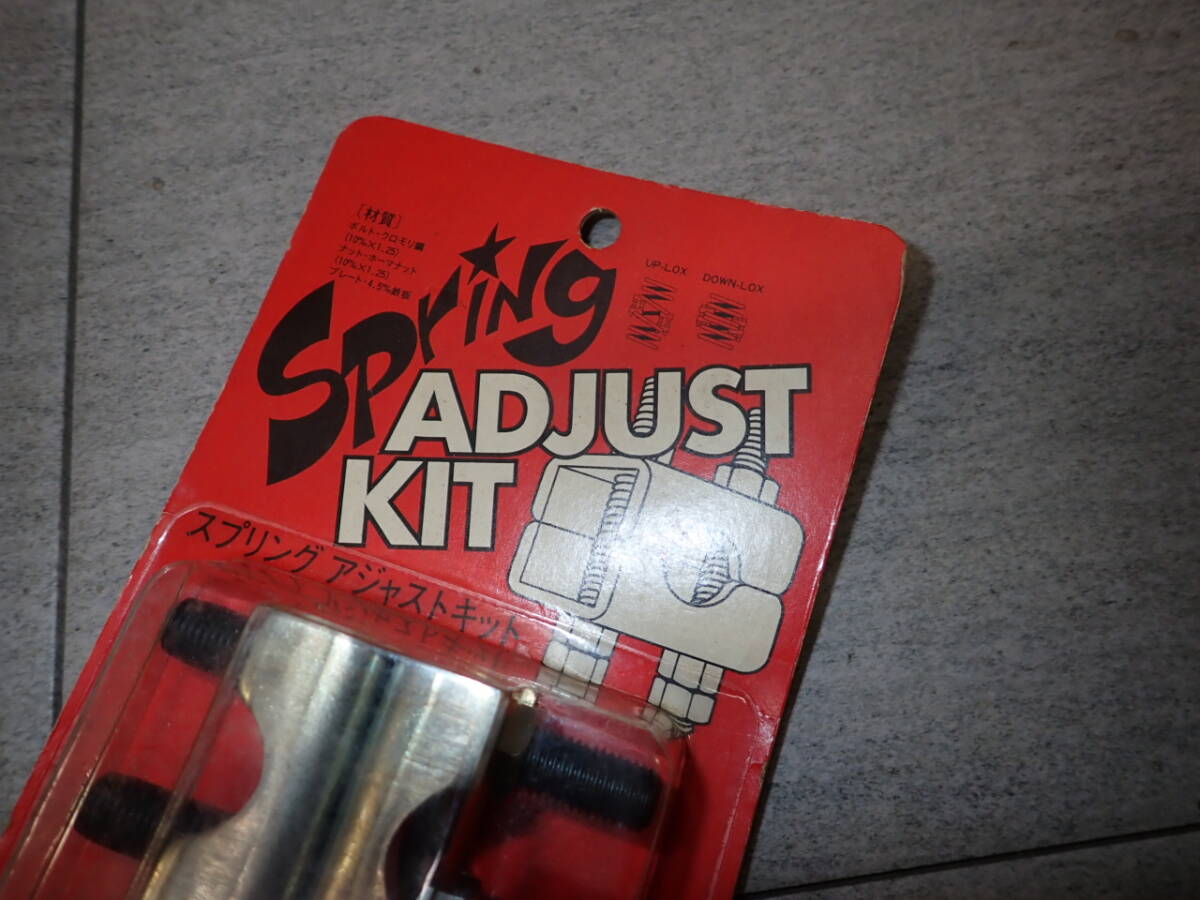 〔材質〕
ボルト・クロモリ鋼
(10%×1.25)
ナット・ホーマナット
(10%×1.25)
プレート・4.5%鉄板
UP-LOX DOWN-LOX
Spring
ADJUST
KIT
スプリング アジャストキット